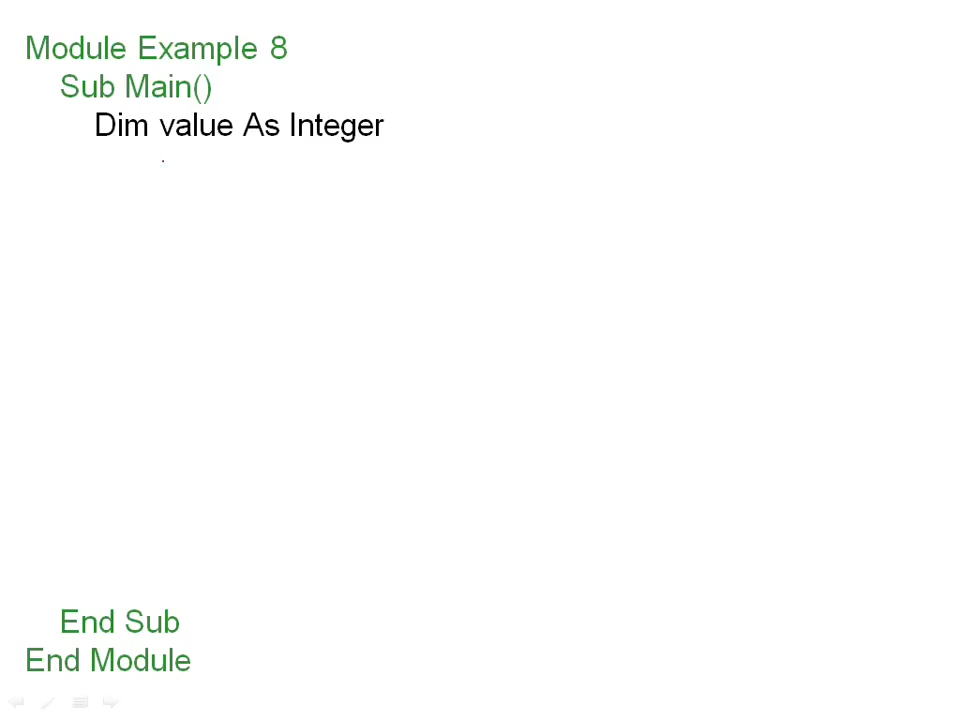 Module Example 8
Sub Main()
Dim value As Integer
End Sub
End Module